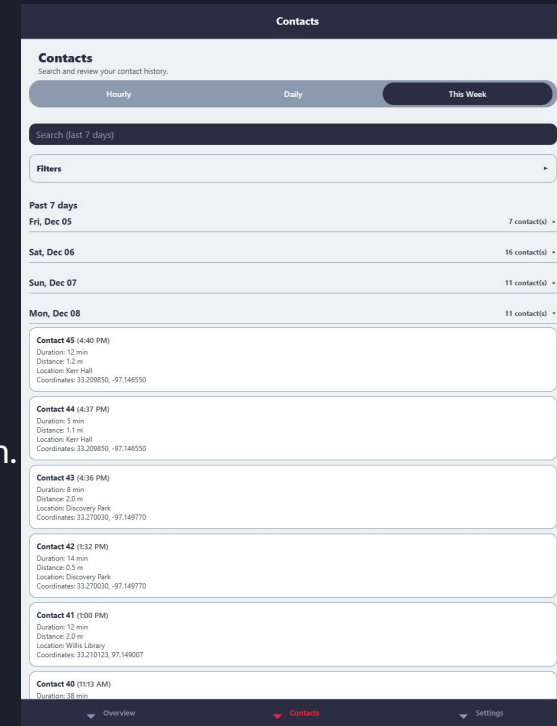 Contacts
Contacts
Search and review your contact history.
Hourly Daily This Week
Search (last 7 days)
Filters
Past 7 days
Fri, Dec 05 7 contact(s)
Sat, Dec 06 16 contact(s)
Sun, Dec 07 11 contact(s)
Mon, Dec 08 11 contact(s)
Contact 45 (4:40 PM)
Duration: 12 min
Distance: 1.2 m
Location: Kerr Hall
Coordinates: 33.209850, -97.146550
Contact 44 (4:37 PM)
Duration: 5 min
Distance: 1.1 m
Location: Kerr Hall
Coordinates: 33.209850, -97.146550
n.
Contact 43 (4:36 PM)
Duration: 8 min
Distance: 2.0 m
Location: Discovery Park
Coordinates: 33.270030, -97.149770
Contact 42 (1:32 PM)
Duration: 14 min
Distance: 0.5 m
Location: Discovery Park
Coordinates: 33.270030, -97.149770
Contact 41 (1:00 PM)
Duration: 12 min
Distance: 2.0 m
Location: Willis Library
Coordinates: 33.210123, 97.149007
Contact 40 (11:13 AM)
Duration: 38 min
Overview Contacts Settings